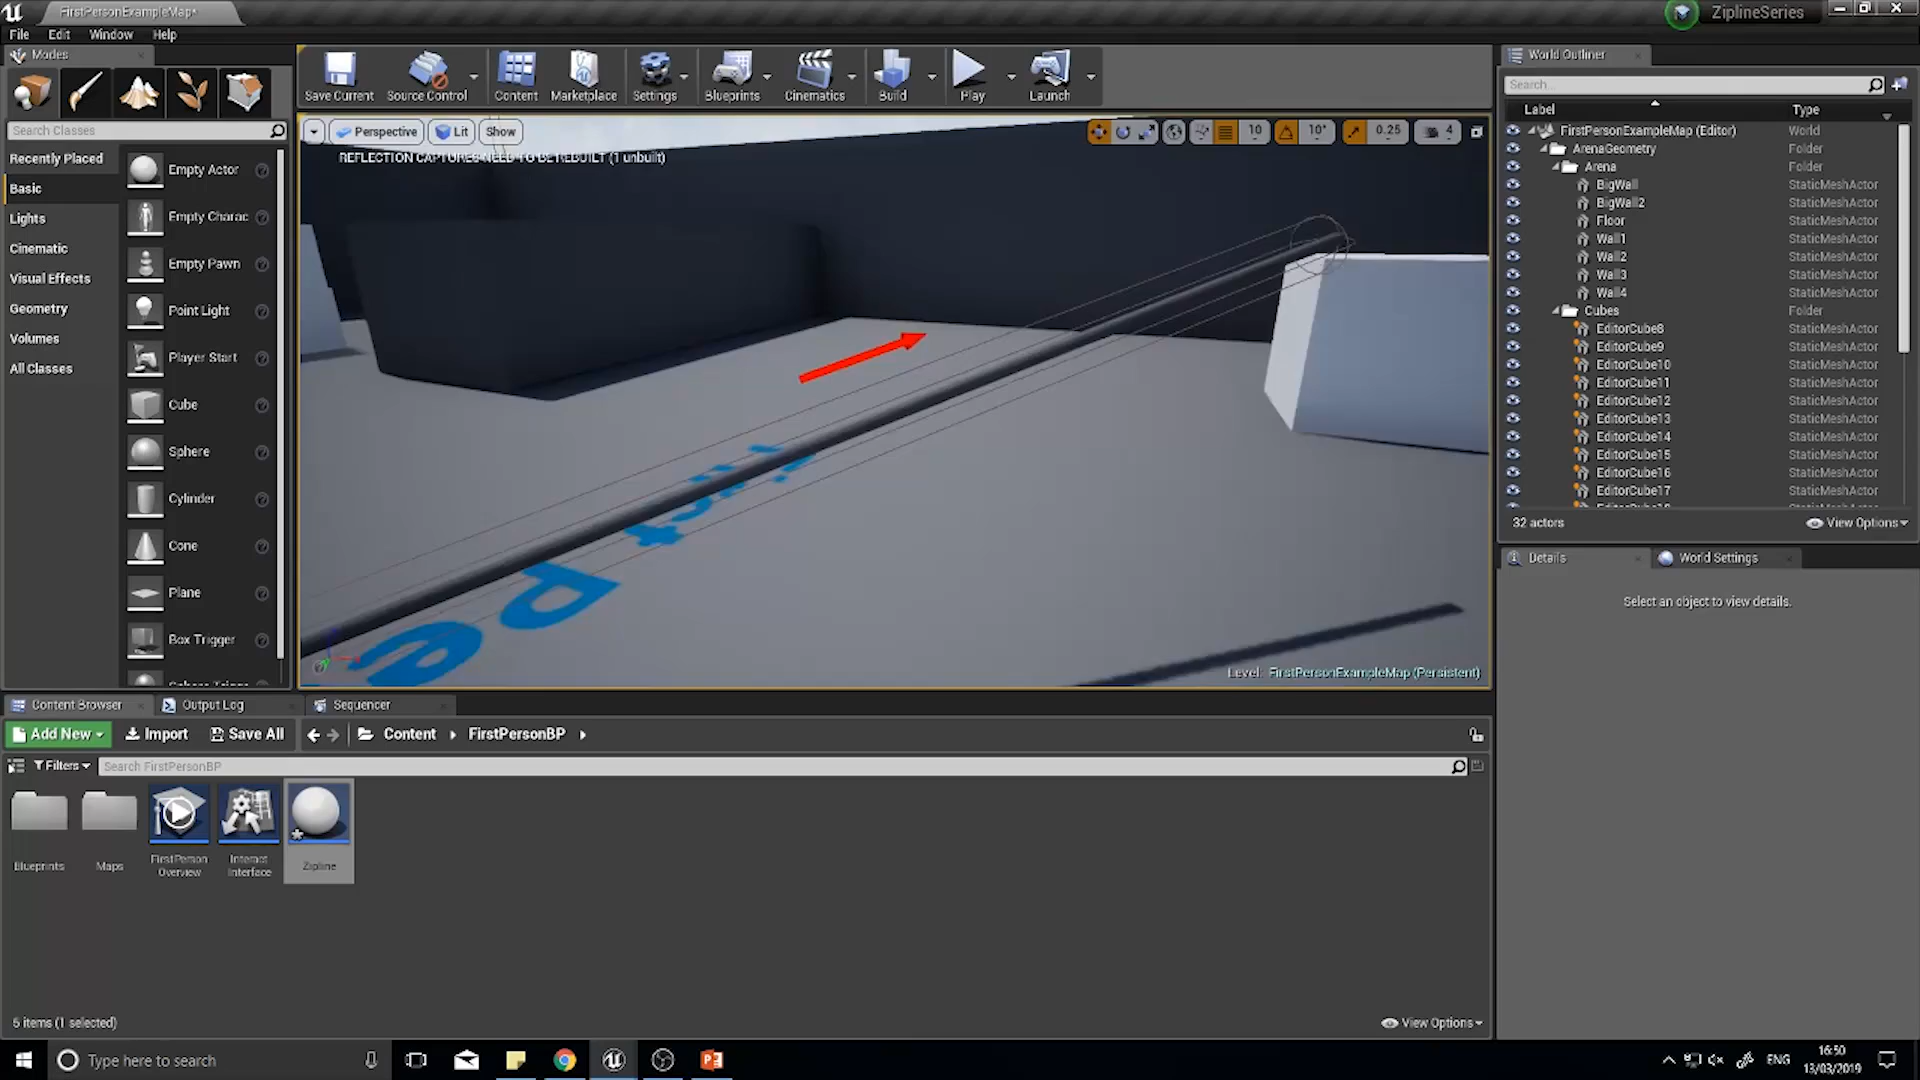 FirstPersonExampleMap*
ZiplineSeries
File Edit Window Help
Modes
Search Classes
Recently Placed
Basic
Lights
Cinematic
Visual Effects
Geometry
Volumes
All Classes
Empty Actor
Empty Charac
Empty Pawn
Point Light
Player Start
Cube
Sphere
Cylinder
Cone
Plane
Box Trigger
Save Current
Source Control
Content
Marketplace
Settings
Blueprints
Cinematics
Build
Play
Launch
Perspective
Lit
Show
10
10°
0.25
4
REFLECTION CAPTURES NEED TO BE REBUILT (1 unbuilt)
Level: FirstPersonExampleMap (Persistent)
World Outliner
Search...
Label Type
FirstPersonExampleMap (Editor) World
ArenaGeometry Folder
Arena Folder
BigWall StaticMeshActor
BigWall2 StaticMeshActor
Floor StaticMeshActor
Wall1 StaticMeshActor
Wall2 StaticMeshActor
Wall3 StaticMeshActor
Wall4 StaticMeshActor
Cubes Folder
EditorCube8 StaticMeshActor
EditorCube9 StaticMeshActor
EditorCube10 StaticMeshActor
EditorCube11 StaticMeshActor
EditorCube12 StaticMeshActor
EditorCube13 StaticMeshActor
EditorCube14 StaticMeshActor
EditorCube15 StaticMeshActor
EditorCube16 StaticMeshActor
EditorCube17 StaticMeshActor
32 actors
View Options
Details
World Settings
Select an object to view details.
Content Browser
Output Log
Sequencer
Add New
Import
Save All
Content
FirstPersonBP
Filters
Search FirstPersonBP
Blueprints
Maps
FirstPerson
Overview
Interact
Interface
Zipline
5 items (1 selected)
View Options
Type here to search
ENG
16:50
13/03/2019